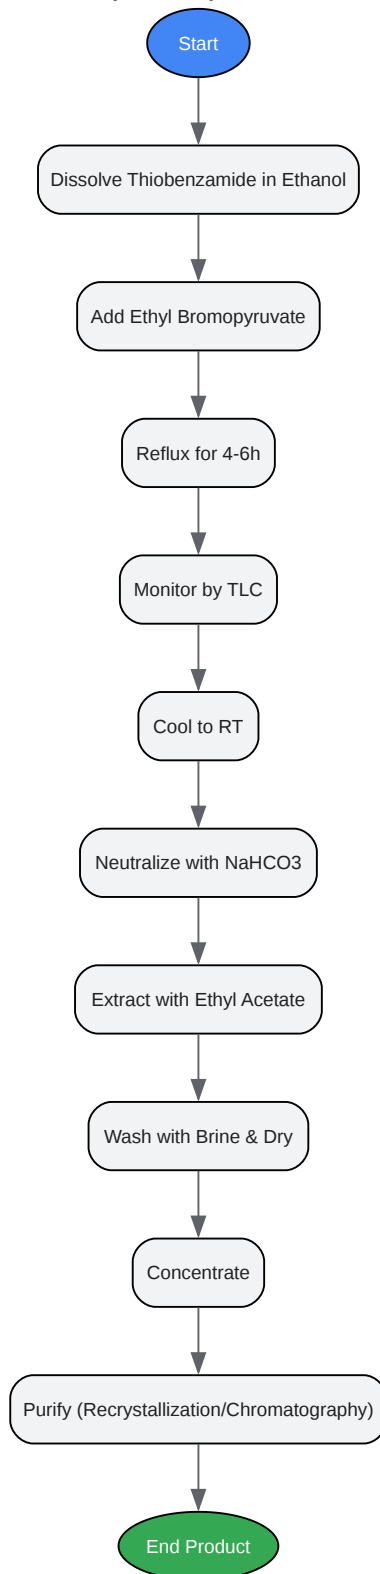 Start
Dissolve Thiobenzamide in Ethanol
Add Ethyl Bromopyruvate
Reflux for 4-6h
Monitor by TLC
Cool to RT
Neutralize with NaHCO3
Extract with Ethyl Acetate
Wash with Brine & Dry
Concentrate
Purify (Recrystallization/Chromatography)
End Product